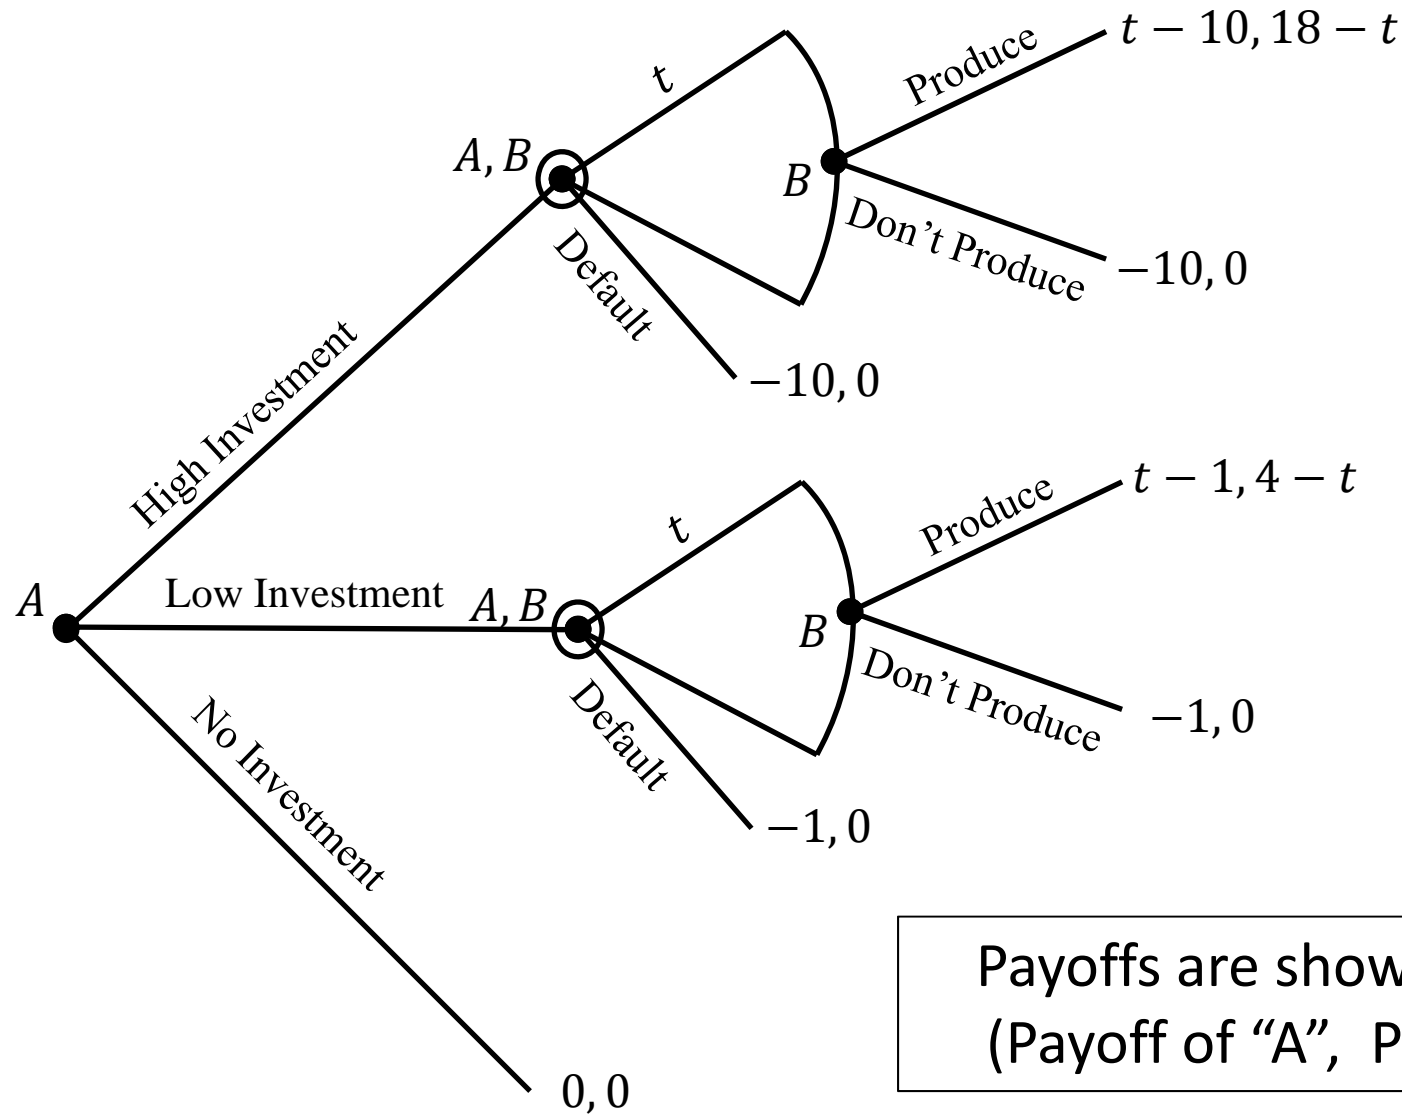 t − 10, 18 − t
Produce
t
A, B
B
Don't Produce
−10, 0
Default
−10, 0
High Investment
t − 1, 4 − t
Produce
t
A
Low Investment
A, B
B
Don't Produce
−1, 0
Default
−1, 0
No Investment
Payoffs are
(Payoff of "A",
0, 0